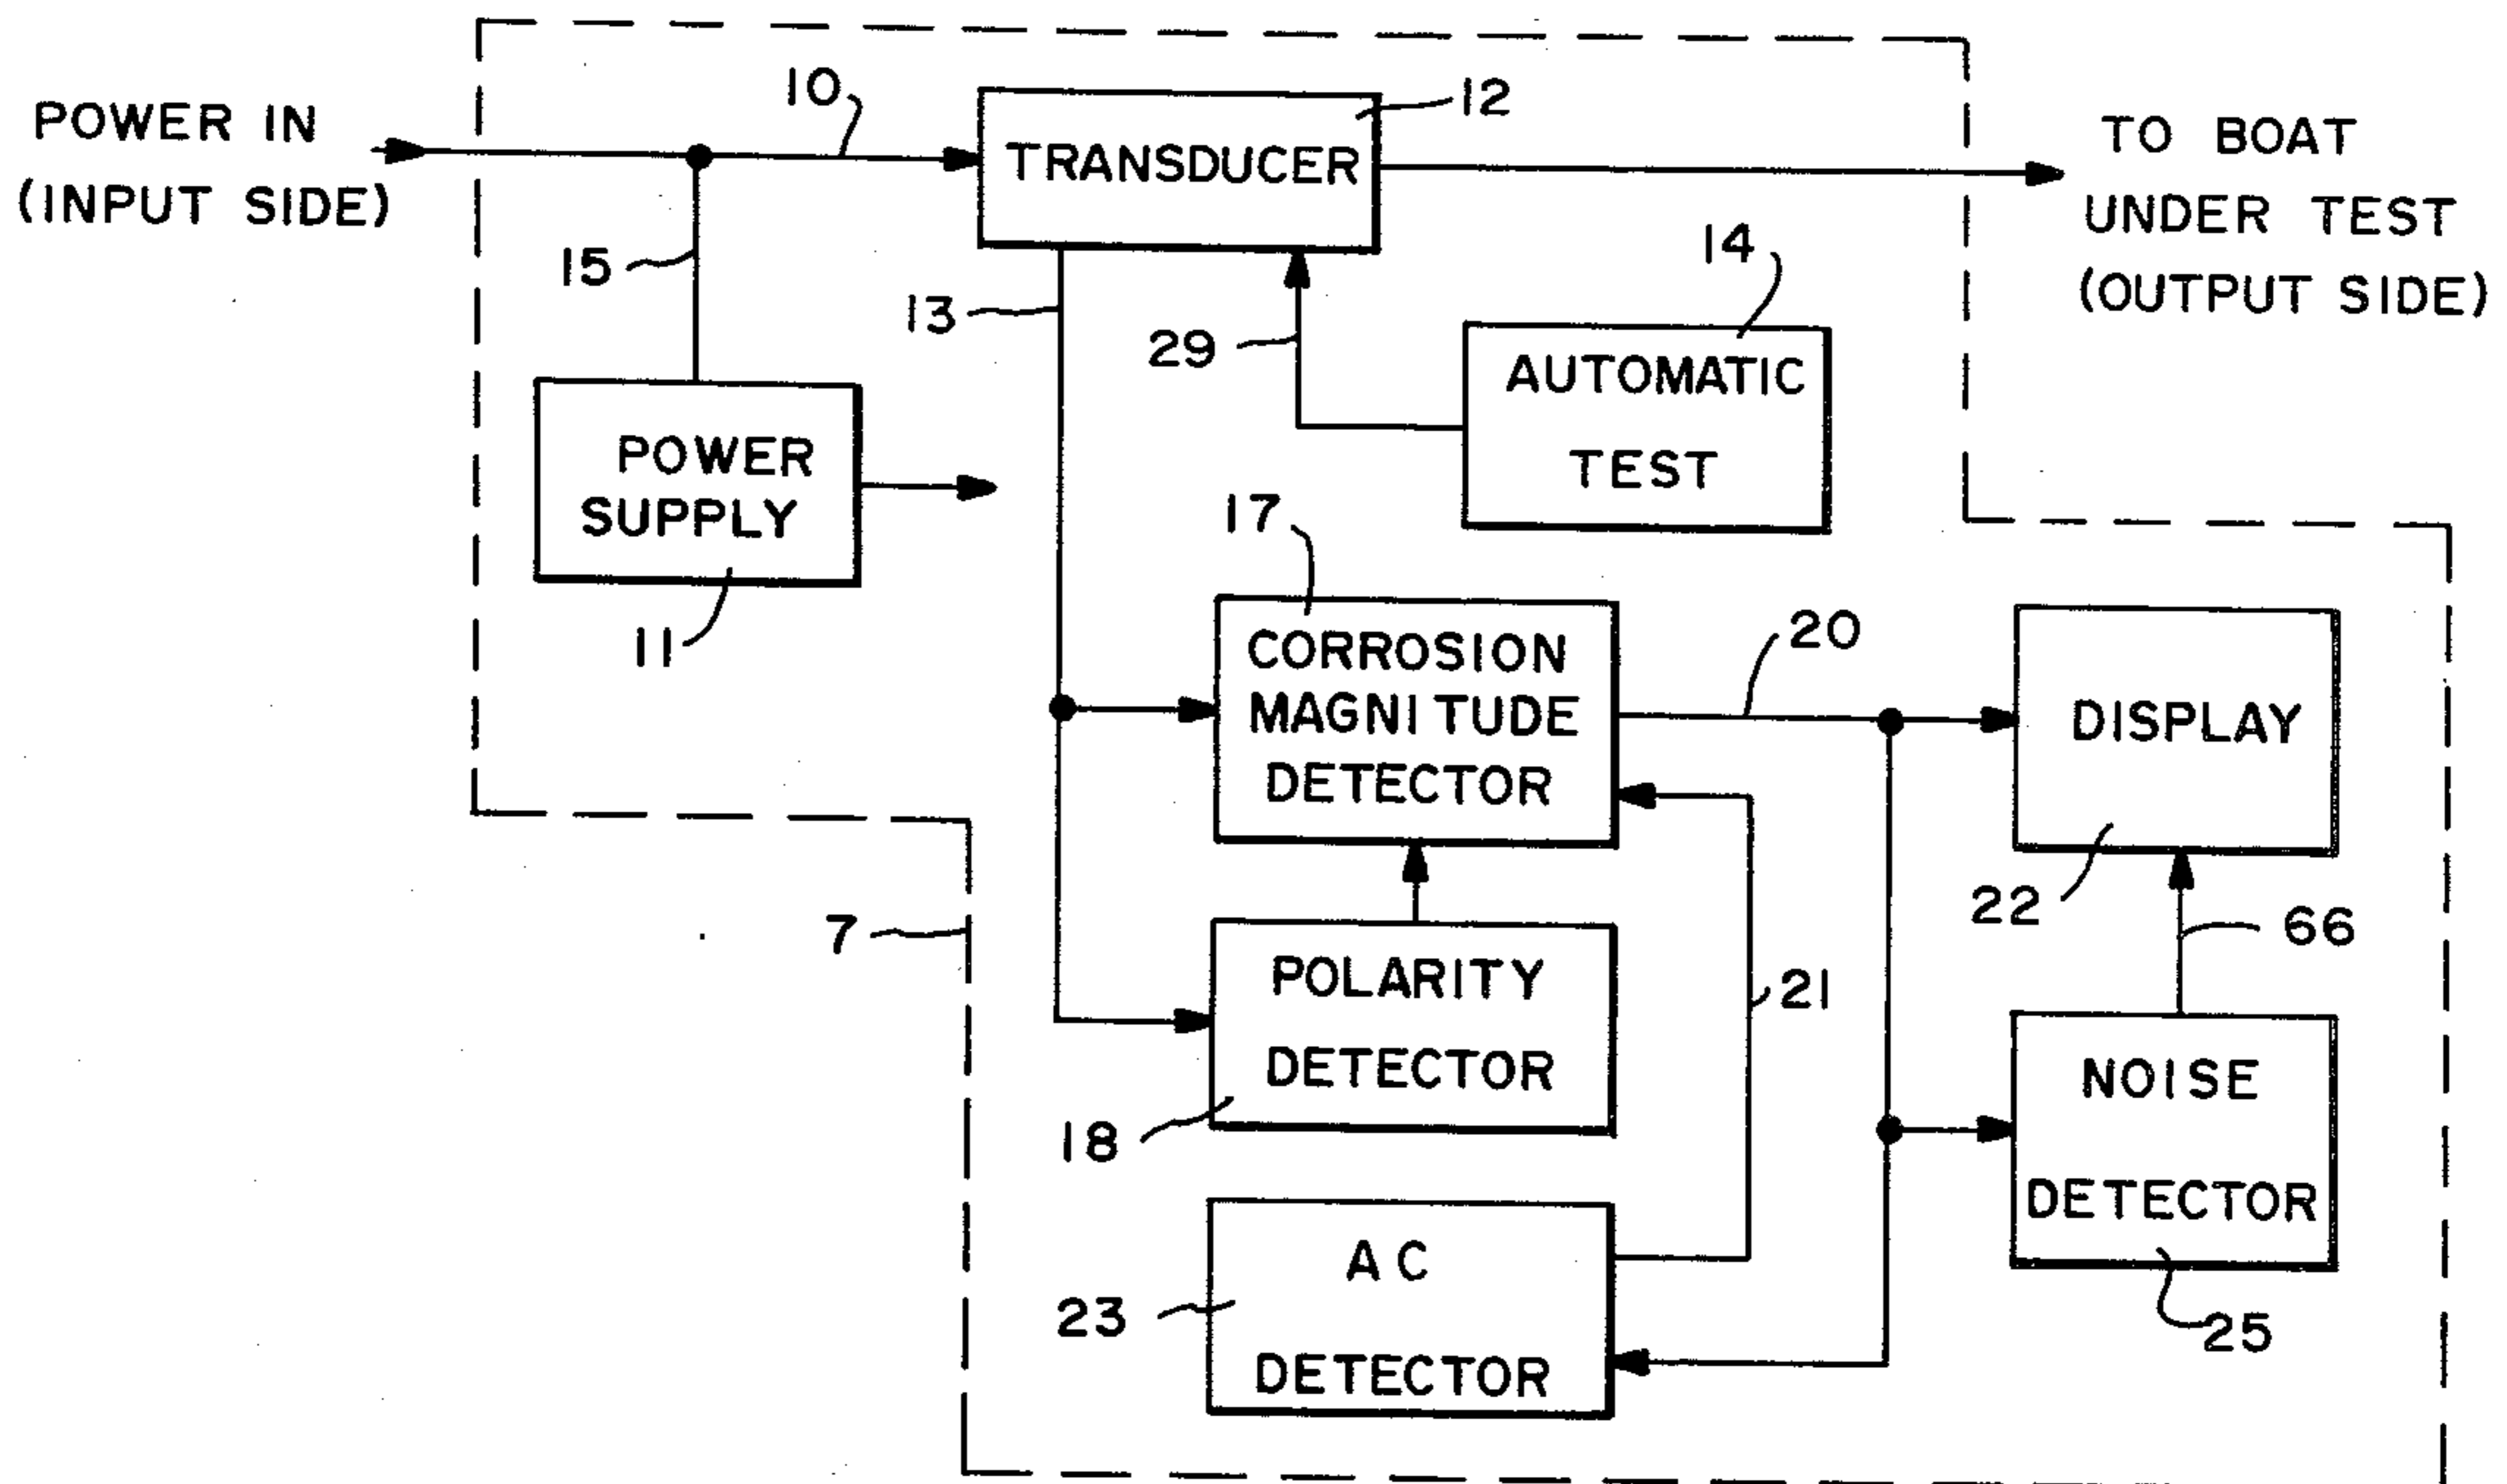 POWER IN
(INPUT SIDE)
10
TRANSDUCER
12
TO BOAT
UNDER TEST
(OUTPUT SIDE)
15
13
29
14
AUTOMATIC
TEST
POWER
SUPPLY
11
17
CORROSION
MAGNITUDE
DETECTOR
20
DISPLAY
22
66
7
POLARITY
DETECTOR
18
21
NOISE
DETECTOR
25
AC
DETECTOR
23